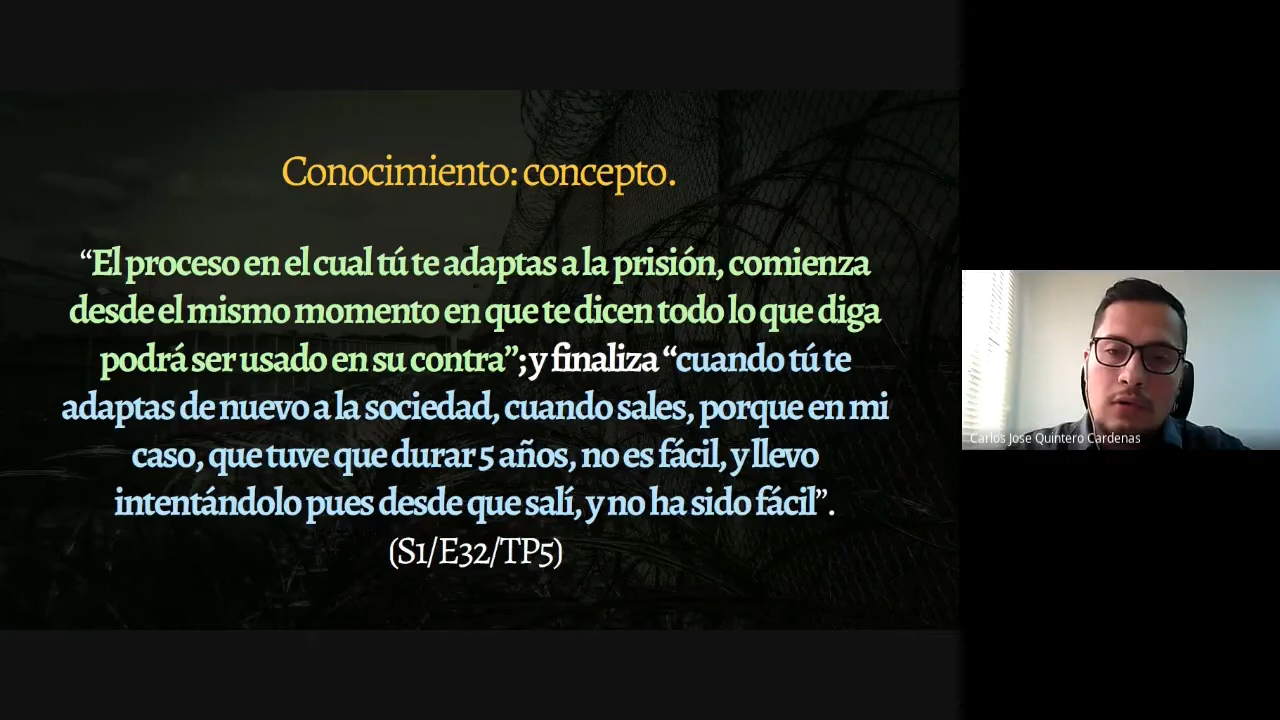 Conocimiento: concepto.
“El proceso en el cual tú te adaptas a la prisión, comienza
desde el mismo momento en que te dicen todo lo que diga
podrá ser usado en su contra”; y finaliza “cuando tú te
adaptas de nuevo a la sociedad, cuando sales, porque en mi
caso, que tuve que durar 5 años, no es fácil, y llevo
intentándolo pues desde que salí, y no ha sido fácil”.
(S1/E32/TP5)
Carlos Jose Quintero Cardenas